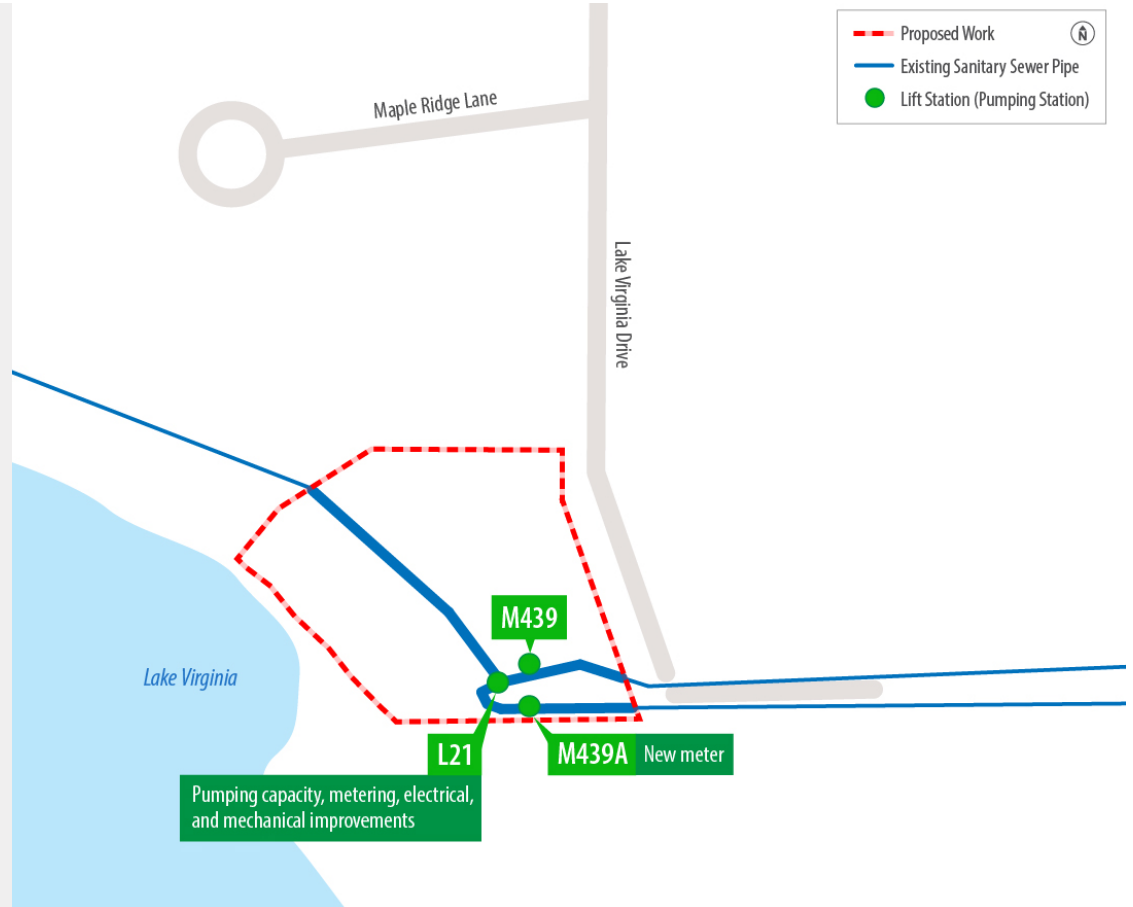 Proposed Work
N
Existing Sanitary Sewer Pipe
Lift Station (Pumping Station)
Maple Ridge Lane
Lake Virginia Drive
M439
Lake Virginia
L21
M439A
New meter
Pumping capacity, metering, electrical,
and mechanical improvements